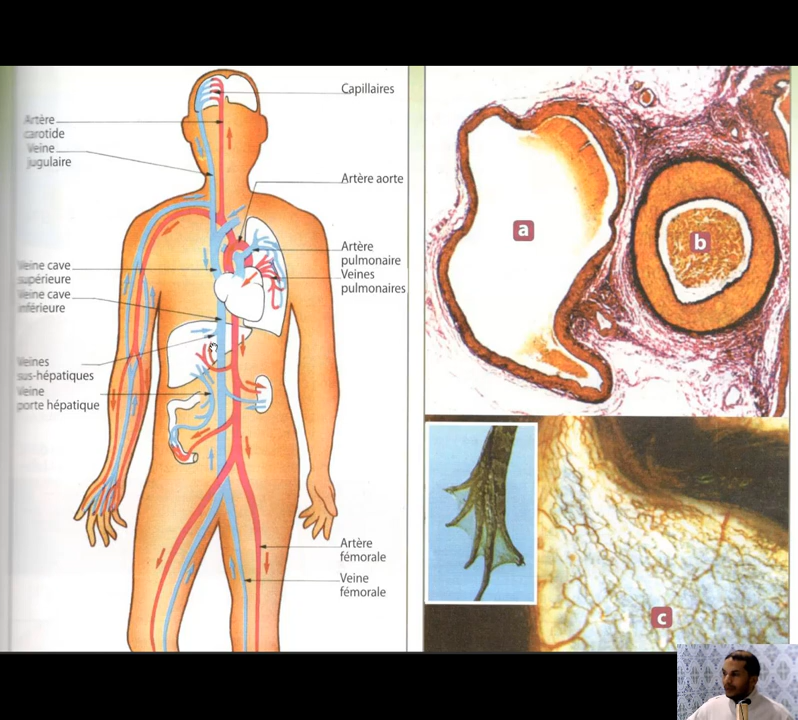 Capillaires
Artère
carotide
Veine
jugulaire
Artère aorte
Artère
pulmonaire
Veines
pulmonaires
Veine cave
supérieure
Veine cave
inférieure
Veines
sus-hépatiques
Veine
porte hépatique
Artère
fémorale
Veine
fémorale
a
b
c